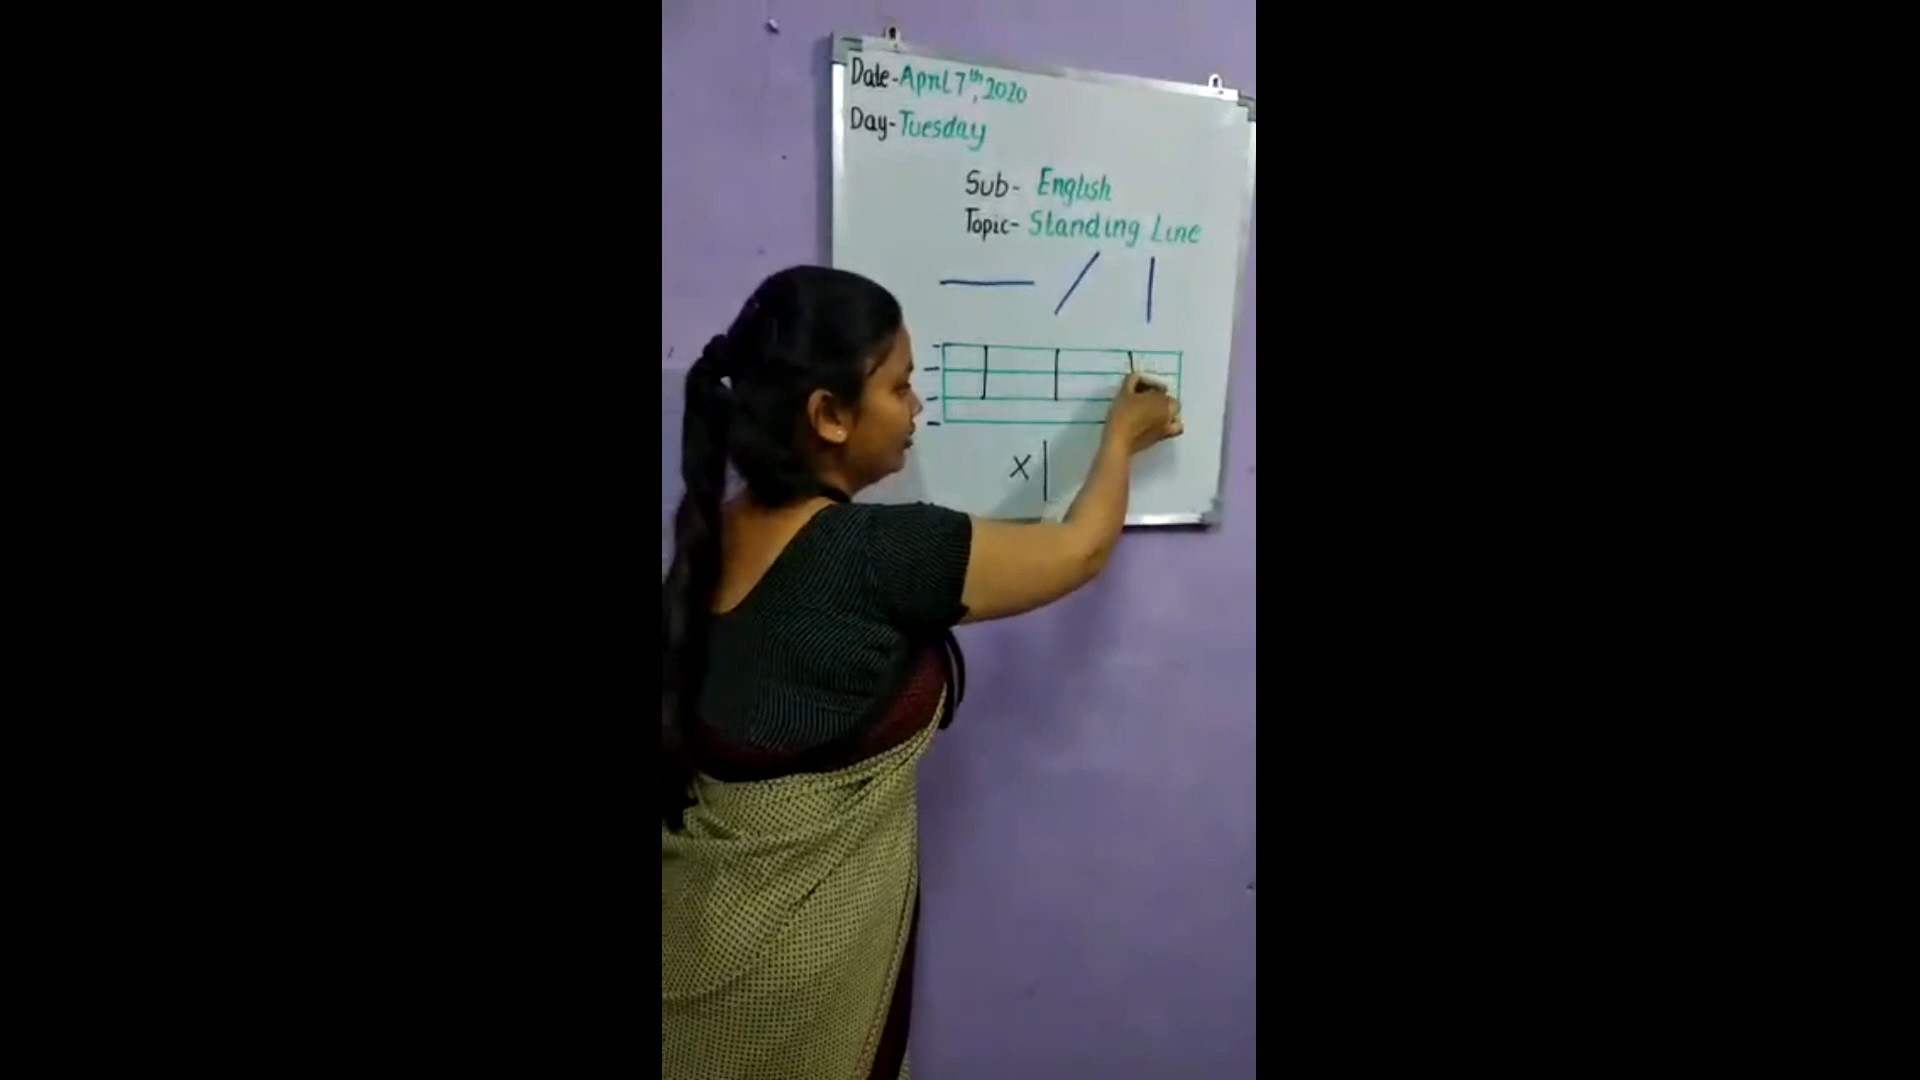 Date-April 7th, 2020
Day-Tuesday
Sub- English
Topic- Standing Line
x